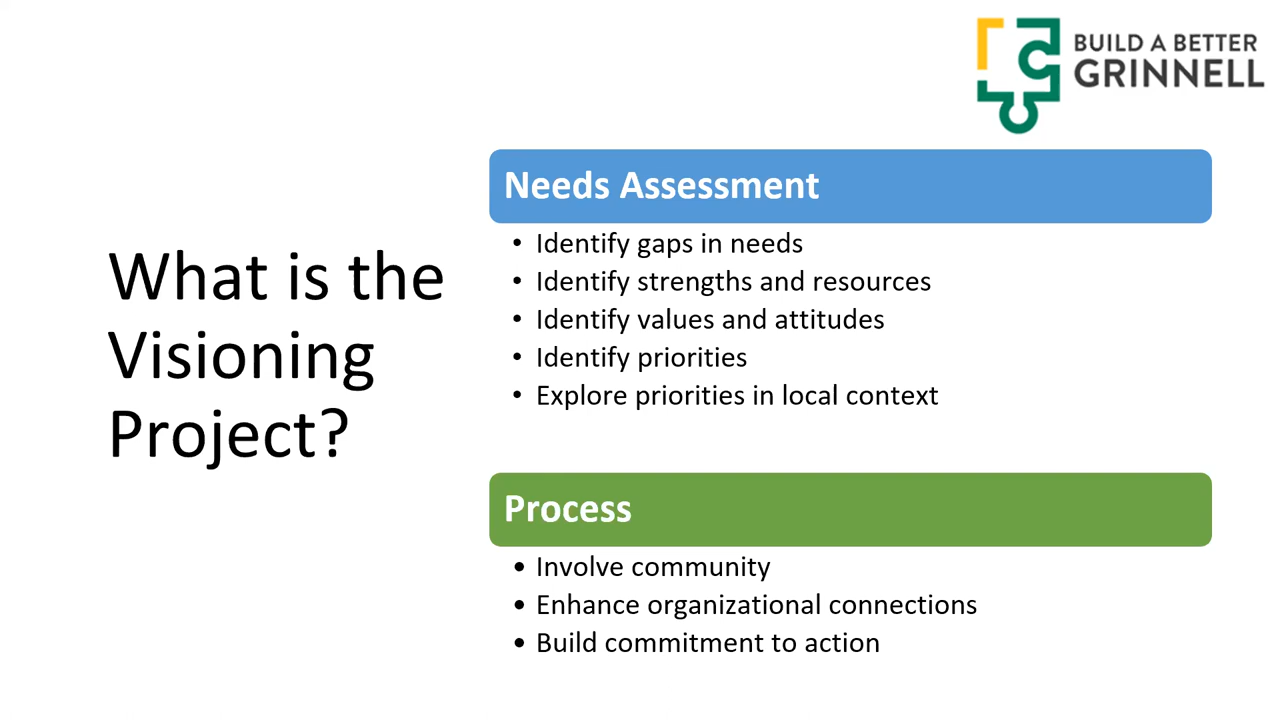 BUILD A BETTER
GRINNELL
What is the
Visioning
Project?
Needs Assessment
• Identify gaps in needs
• Identify strengths and resources
• Identify values and attitudes
• Identify priorities
• Explore priorities in local context
Process
• Involve community
• Enhance organizational connections
• Build commitment to action